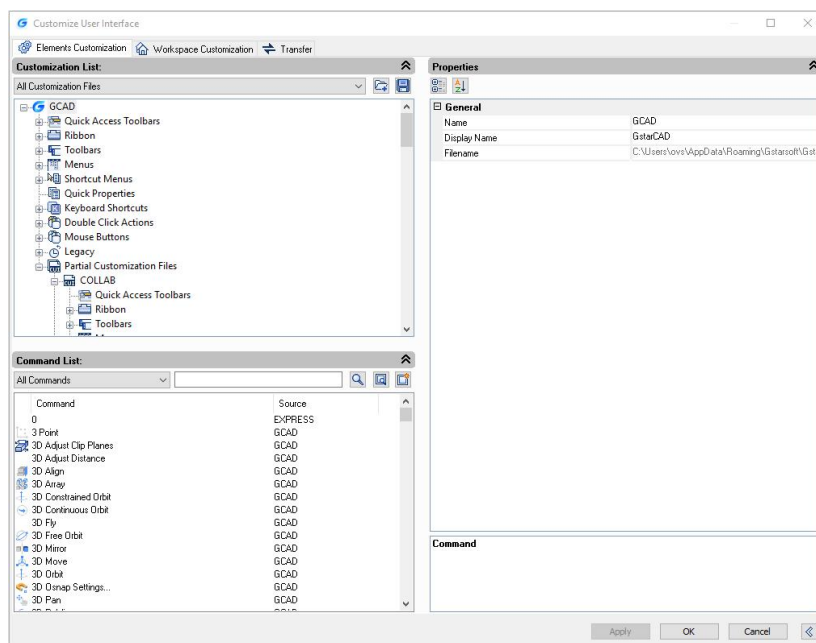 Customize User Interface
Elements Customization Workspace Customization Transfer
Customization List:
All Customization Files
GCAD
Quick Access Toolbars
Ribbon
Toolbars
Menus
Shortcut Menus
Quick Properties
Keyboard Shortcuts
Double Click Actions
Mouse Buttons
Legacy
Partial Customization Files
COLLAB
Quick Access Toolbars
Ribbon
Toolbars
Command List:
All Commands
Command Source
0 EXPRESS
3 Point GCAD
3D Adjust Clip Planes GCAD
3D Adjust Distance GCAD
3D Align GCAD
3D Array GCAD
3D Constrained Orbit GCAD
3D Continuous Orbit GCAD
3D Fly GCAD
3D Free Orbit GCAD
3D Mirror GCAD
3D Move GCAD
3D Orbit GCAD
3D Osnap Settings... GCAD
3D Pan GCAD
Properties
General
Name GCAD
Display Name GstarCAD
Filename C:\Users\ovs\AppData\Roaming\Gstarsoft\Gst
Command
Apply OK Cancel